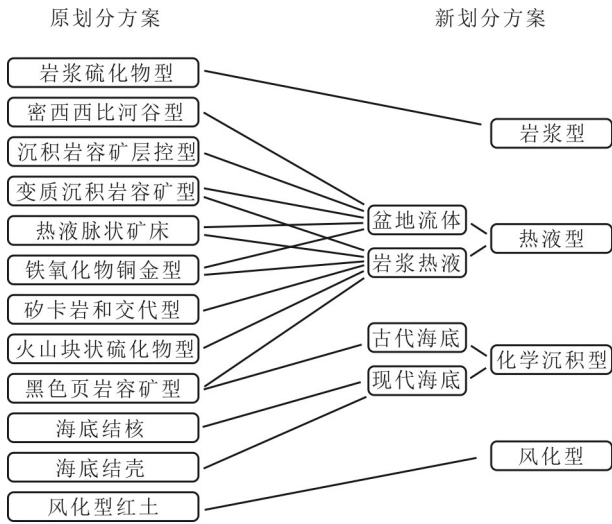 原划分方案
新划分方案
岩浆硫化物型
密西西比河谷型
沉积岩容矿层控型
变质沉积岩容矿型
热液脉状矿床
铁氧化物铜金型
矽卡岩和交代型
火山块状硫化物型
黑色页岩容矿型
海底结核
海底结壳
风化型红土
盆地流体
岩浆热液
古代海底
现代海底
岩浆型
热液型
化学沉积型
风化型